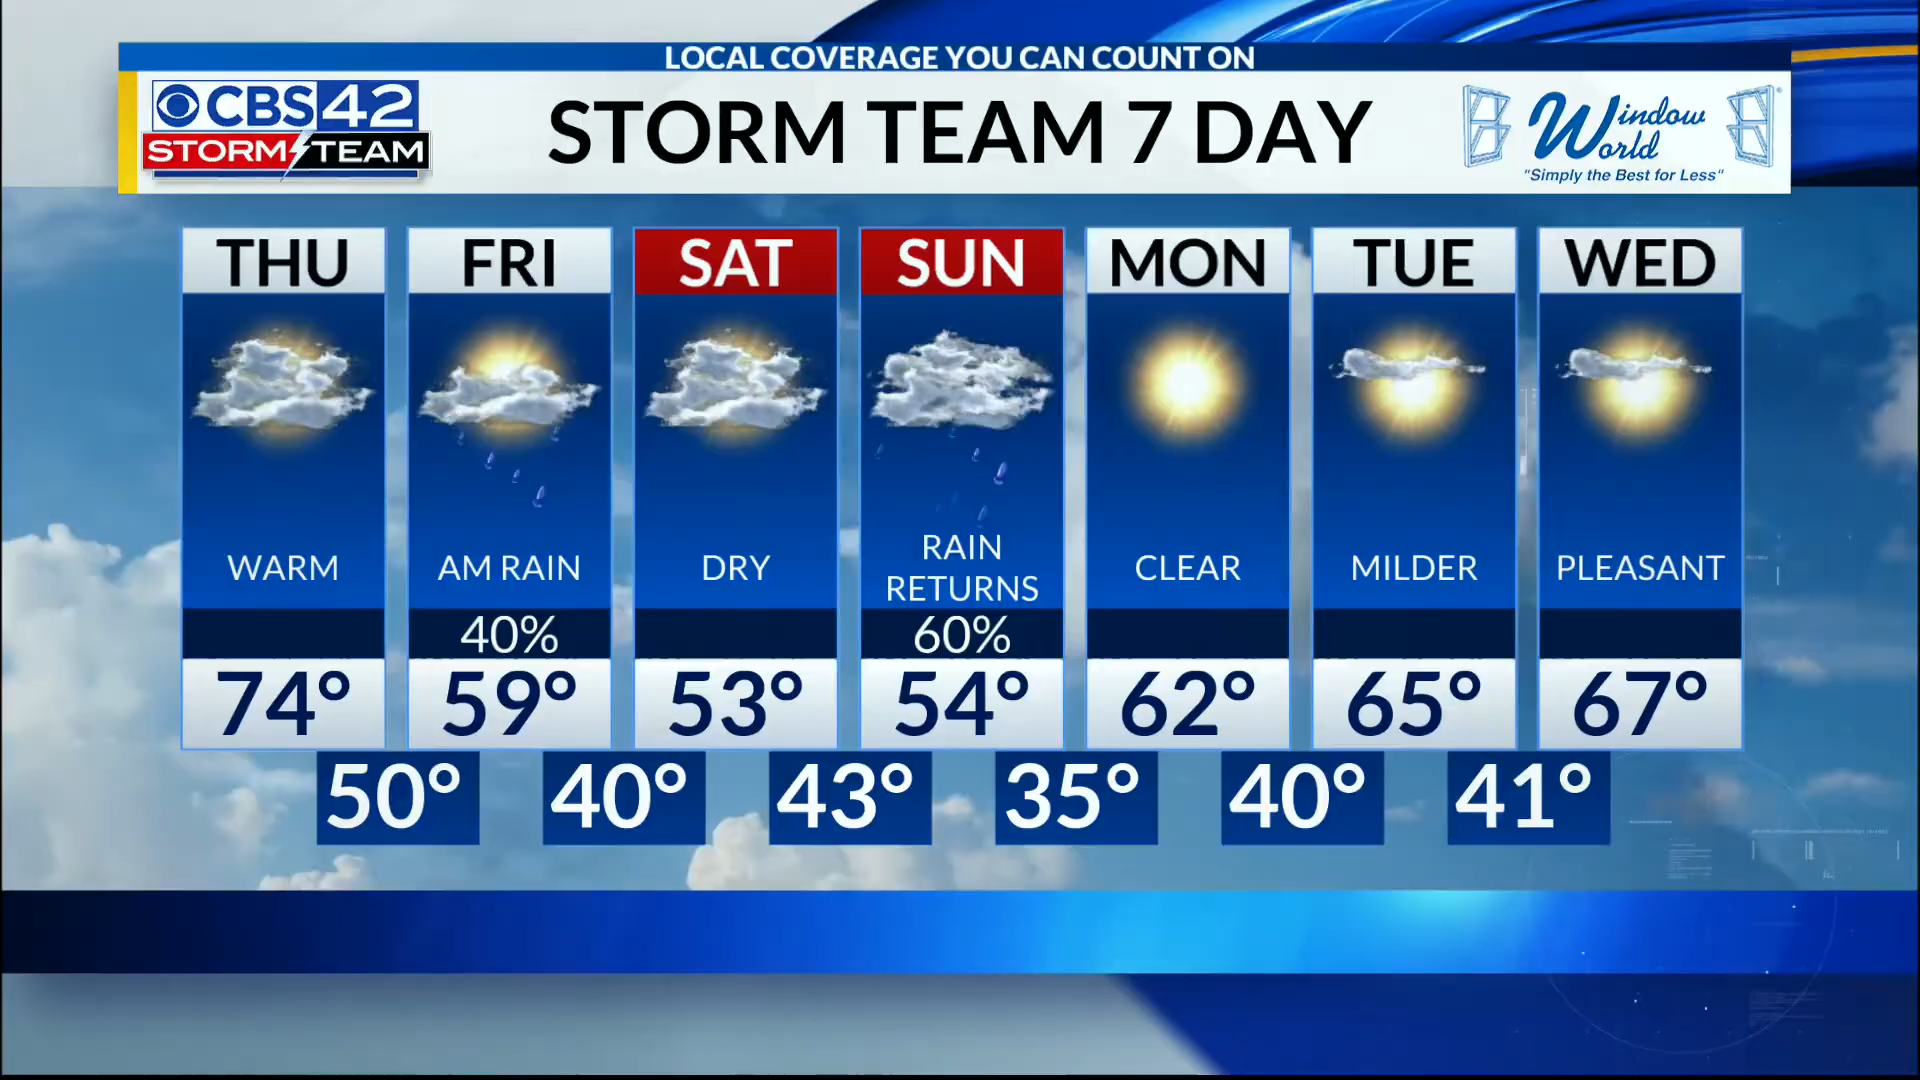 LOCAL COVERAGE YOU CAN COUNT ON
CBS 42
STORM TEAM
STORM TEAM 7 DAY
Window World
"Simply the Best for Less"
THU FRI SAT SUN MON TUE WED
WARM AM RAIN DRY RAIN RETURNS CLEAR MILDER PLEASANT
40% 60%
74° 59° 53° 54° 62° 65° 67°
50° 40° 43° 35° 40° 41°